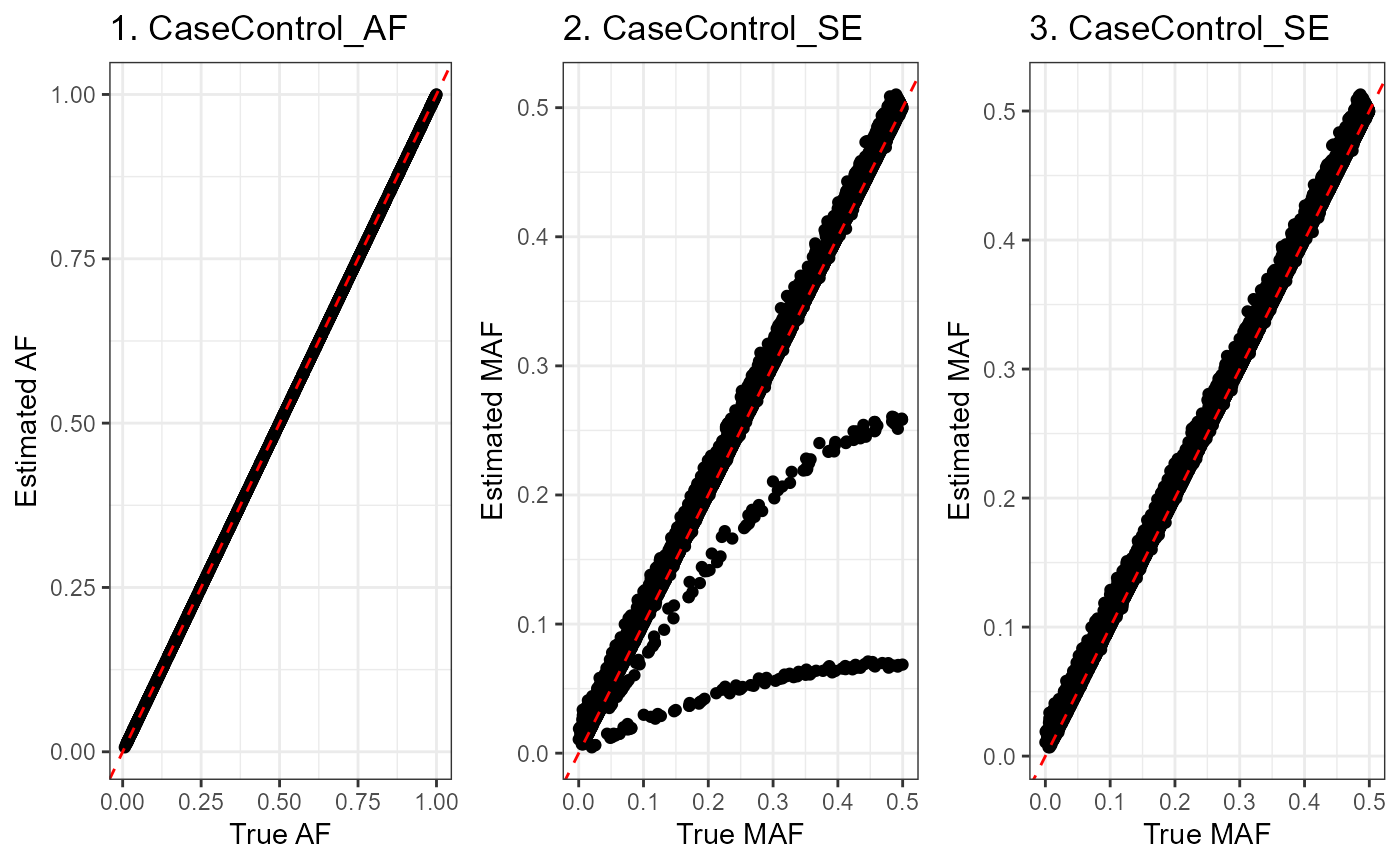 1. CaseControl_AF
1.00
0.75
0.50
0.25
0.00
Estimated AF
0.00 0.25 0.50 0.75 1.00
True AF
2. CaseControl_SE
0.5
0.4
0.3
0.2
0.1
0.0
Estimated MAF
0.0 0.1 0.2 0.3 0.4 0.5
True MAF
3. CaseControl_SE
0.5
0.4
0.3
0.2
0.1
0.0
Estimated MAF
0.0 0.1 0.2 0.3 0.4 0.5
True MAF